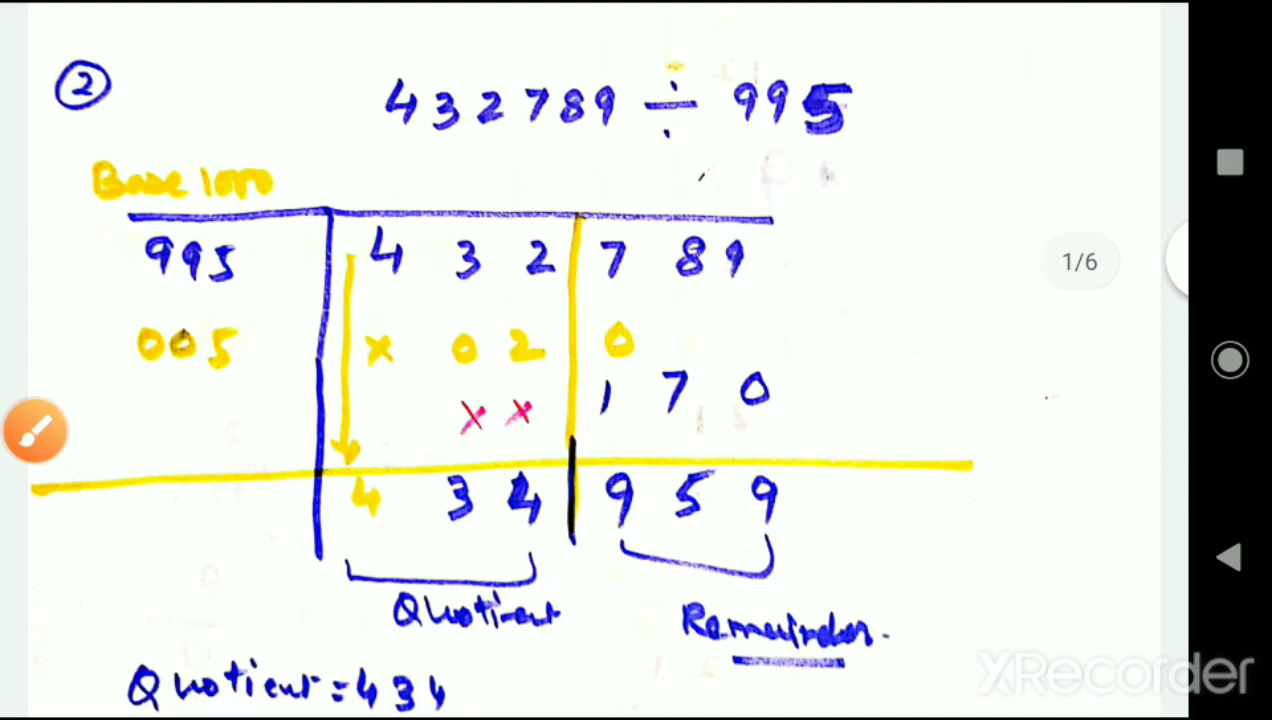 2
432789 ÷ 995
Base 1000
995 4 3 2 7 8 9
005 x 0 2 0
x x 1 7 0
4 3 4 9 5 9
Quotient
Remainder.
Quotient = 434
1/6
XRecorder